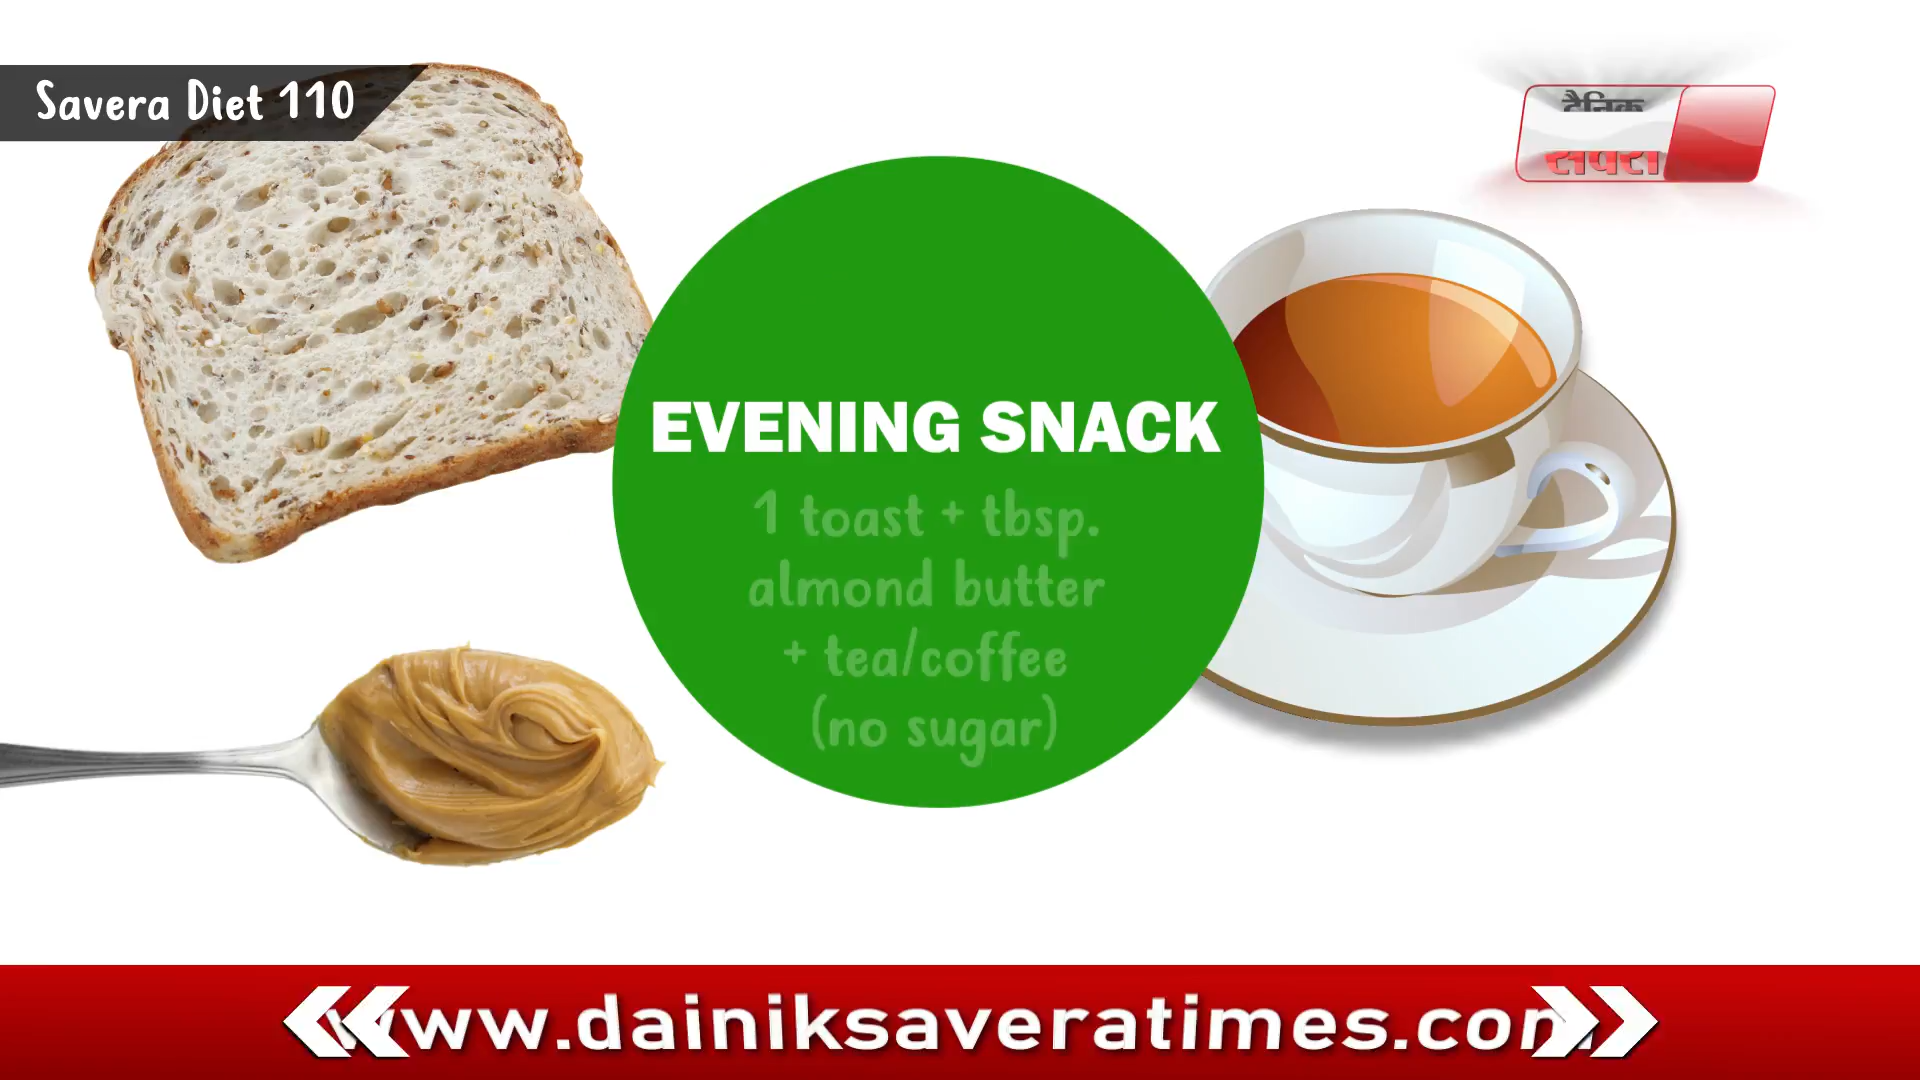 Savera Diet 110
दैनिक
सवेरा
EVENING SNACK
1 toast + tbsp.
almond butter
+ tea/coffee
(no sugar)
www.dainiksaveratimes.com